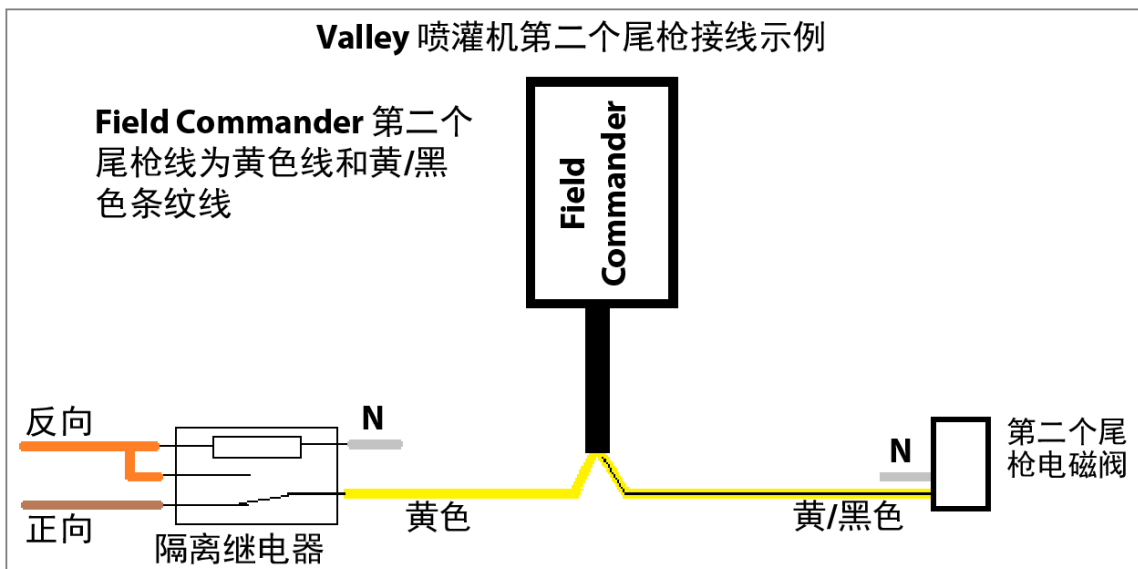 Valley 喷灌机第二个尾枪接线示例
Field Commander 第二个
尾枪线为黄色线和黄/黑
色条纹线
Field
Commander
反向
N
正向
隔离继电器
黄色
黄/黑色
N
第二个尾
枪电磁阀